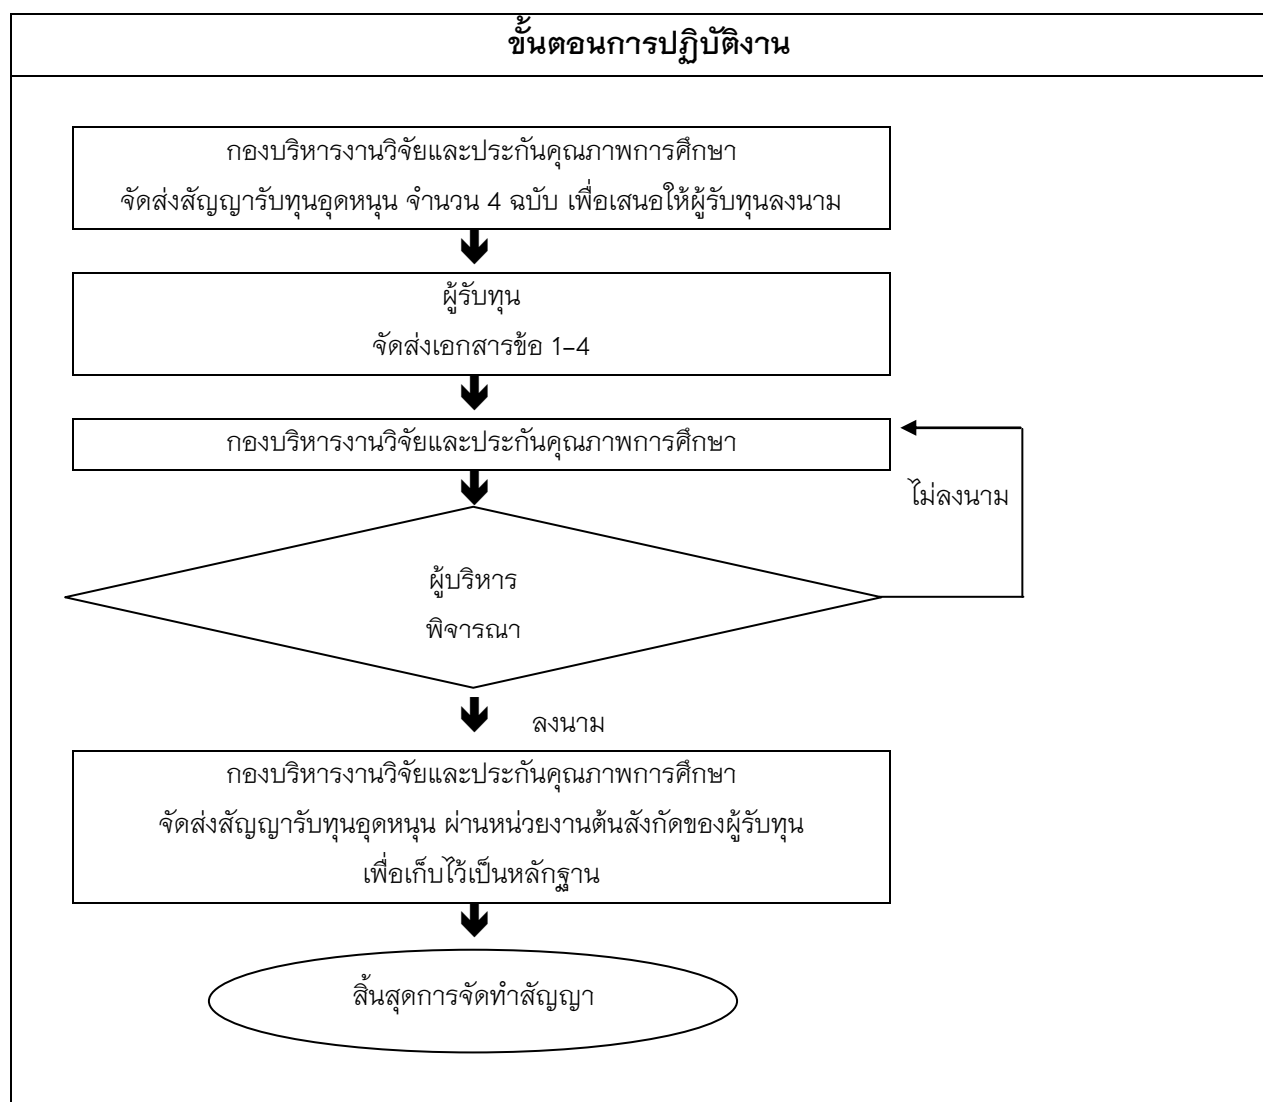 ขั้นตอนการปฏิบัติงาน
กองบริหารงานวิจัยและประกันคุณภาพการศึกษา
จัดส่งสัญญารับทุนอุดหนุน จำนวน 4 ฉบับ เพื่อเสนอให้ผู้รับทุนลงนาม
ผู้รับทุน
จัดส่งเอกสารข้อ 1–4
กองบริหารงานวิจัยและประกันคุณภาพการศึกษา
ไม่ลงนาม
ผู้บริหาร
พิจารณา
ลงนาม
กองบริหารงานวิจัยและประกันคุณภาพการศึกษา
จัดส่งสัญญารับทุนอุดหนุน ผ่านหน่วยงานต้นสังกัดของผู้รับทุน
เพื่อเก็บไว้เป็นหลักฐาน
สิ้นสุดการจัดทำสัญญา